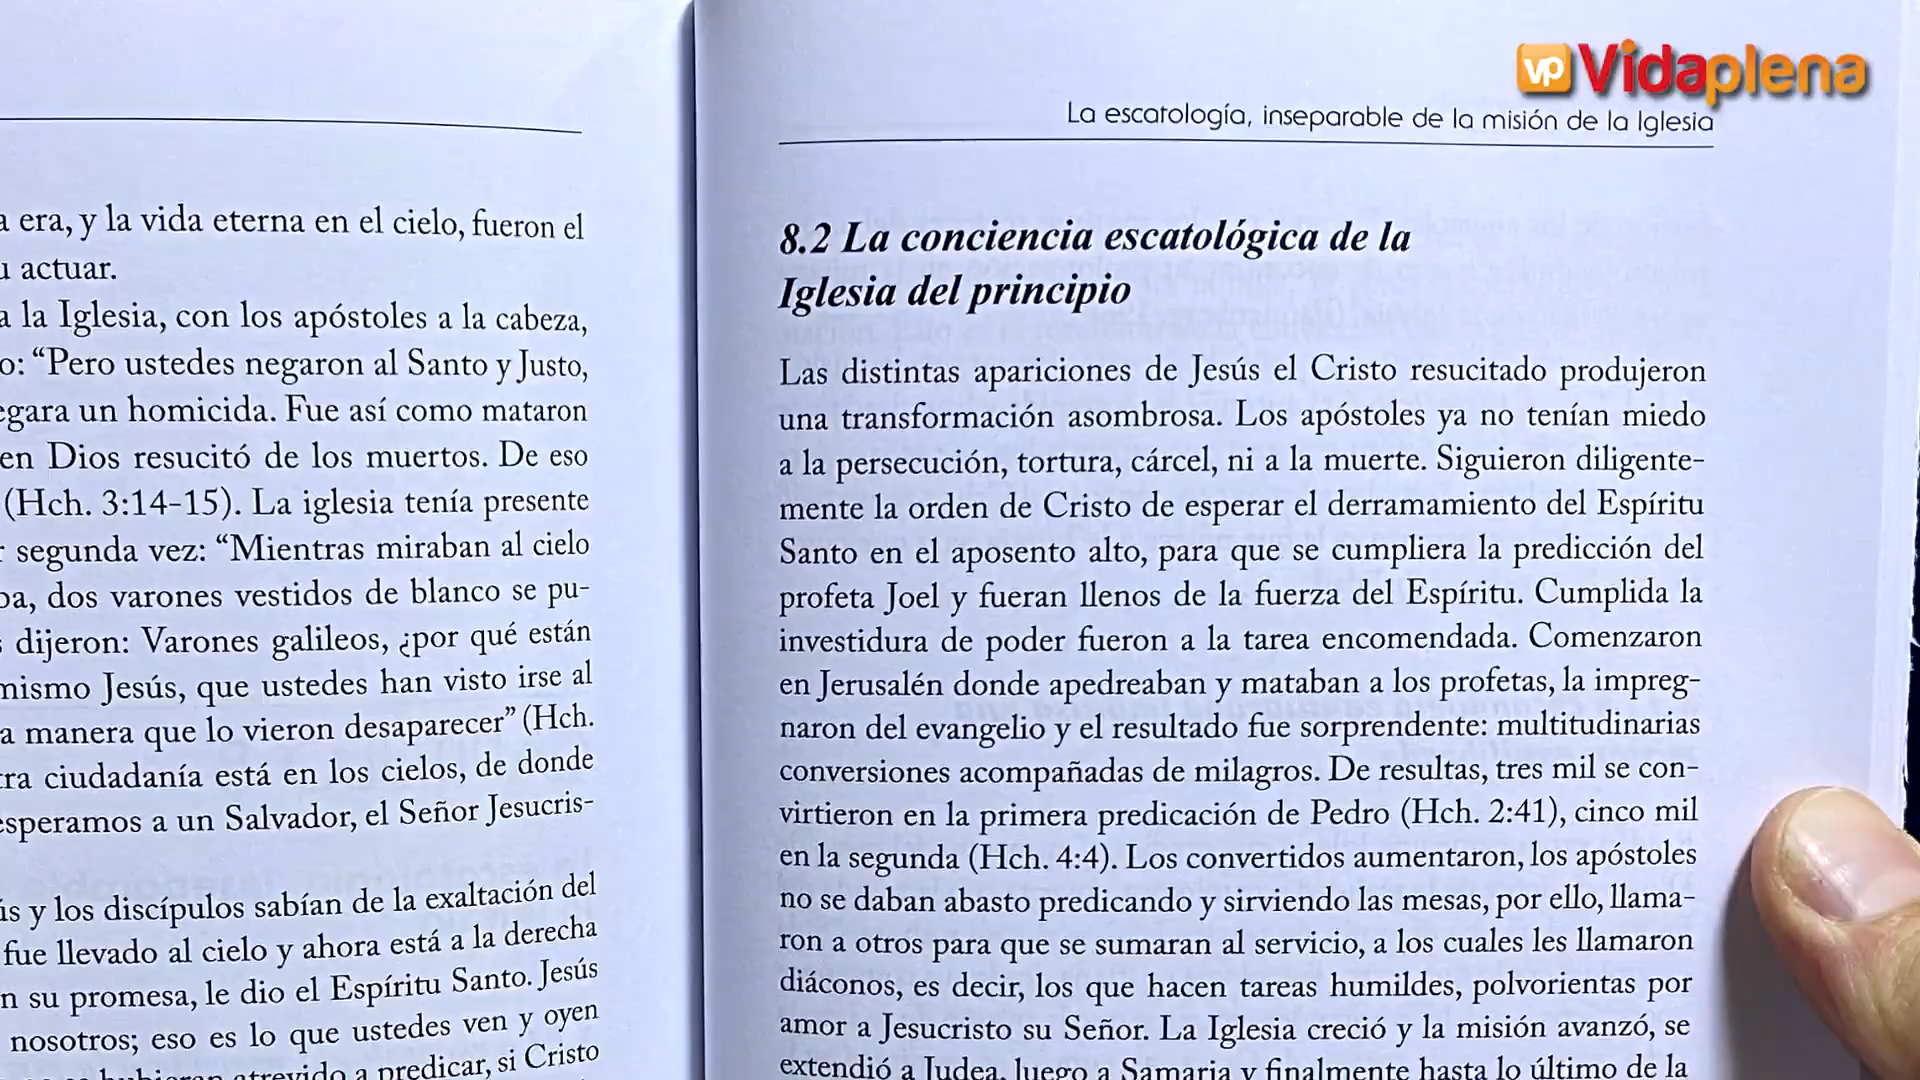 a era, y la vida eterna en el cielo, fueron el
actuar.
a la Iglesia, con los apóstoles a la cabeza,
o: “Pero ustedes negaron al Santo y Justo,
egara un homicida. Fue así como mataron
en Dios resucitó de los muertos. De eso
(Hch. 3:14-15). La iglesia tenía presente
segunda vez: “Mientras miraban al cielo
ba, dos varones vestidos de blanco se pu-
dijeron: Varones galileos, ¿por qué están
mismo Jesús, que ustedes han visto irse al
a manera que lo vieron desaparecer” (Hch.
tra ciudadanía está en los cielos, de donde
esperamos a un Salvador, el Señor Jesucris-
ús y los discípulos sabían de la exaltación del
fue llevado al cielo y ahora está a la derecha
n su promesa, le dio el Espíritu Santo. Jesús
nosotros; eso es lo que ustedes ven y oyen
atrevido a predicar, si Cristo
vp Vidaplena
La escatología, inseparable de la misión de la Iglesia
8.2 La conciencia escatológica de la
Iglesia del principio
Las distintas apariciones de Jesús el Cristo resucitado produjeron
una transformación asombrosa. Los apóstoles ya no tenían miedo
a la persecución, tortura, cárcel, ni a la muerte. Siguieron diligente-
mente la orden de Cristo de esperar el derramamiento del Espíritu
Santo en el aposento alto, para que se cumpliera la predicción del
profeta Joel y fueran llenos de la fuerza del Espíritu. Cumplida la
investidura de poder fueron a la tarea encomendada. Comenzaron
en Jerusalén donde apedreaban y mataban a los profetas, la impreg-
naron del evangelio y el resultado fue sorprendente: multitudinarias
conversiones acompañadas de milagros. De resultas, tres mil se con-
virtieron en la primera predicación de Pedro (Hch. 2:41), cinco mil
en la segunda (Hch. 4:4). Los convertidos aumentaron, los apóstoles
no se daban abasto predicando y sirviendo las mesas, por ello, llama-
ron a otros para que se sumaran al servicio, a los cuales les llamaron
diáconos, es decir, los que hacen tareas humildes, polvorientas por
amor a Jesucristo su Señor. La Iglesia creció y la misión avanzó, se
extendió a Judea, luego a Samaria y finalmente hasta lo último de la